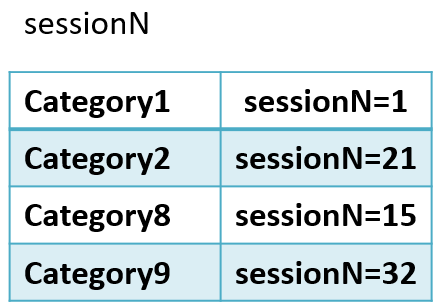 sessionN
Category1 sessionN=1
Category2 sessionN=21
Category8 sessionN=15
Category9 sessionN=32